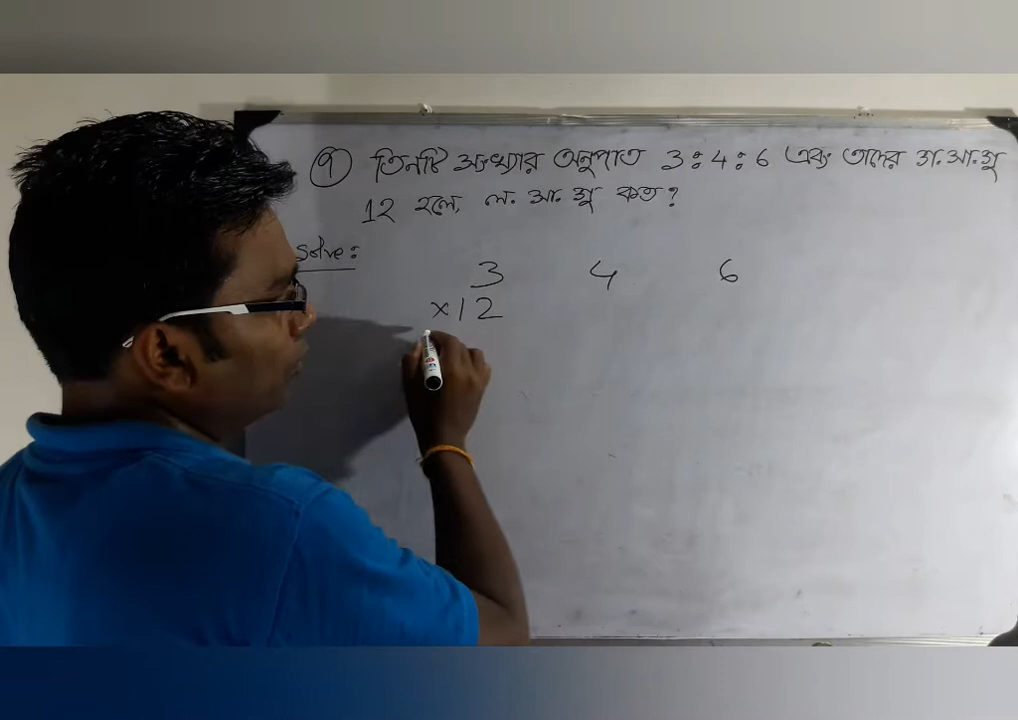 ৭ তিনটি সংখ্যার অনুপাত 3 : 4 : 6 এবং তাদের গ.সা.গু
12 হলে, ল.সা.গু কত?
Solve :
3 4 6
×12